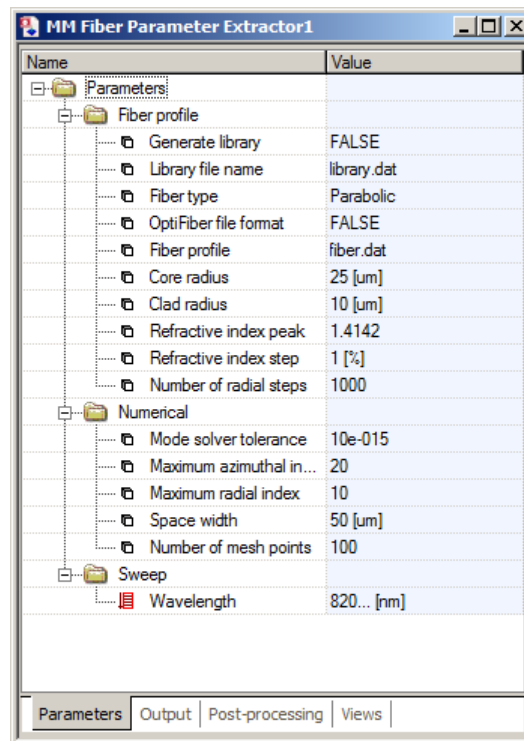 MM Fiber Parameter Extractor1
Name Value
Parameters
Fiber profile
Generate library FALSE
Library file name library.dat
Fiber type Parabolic
OptiFiber file format FALSE
Fiber profile fiber.dat
Core radius 25 [um]
Clad radius 10 [um]
Refractive index peak 1.4142
Refractive index step 1 [%]
Number of radial steps 1000
Numerical
Mode solver tolerance 10e-015
Maximum azimuthal in... 20
Maximum radial index 10
Space width 50 [um]
Number of mesh points 100
Sweep
Wavelength 820... [nm]
Parameters Output Post-processing Views